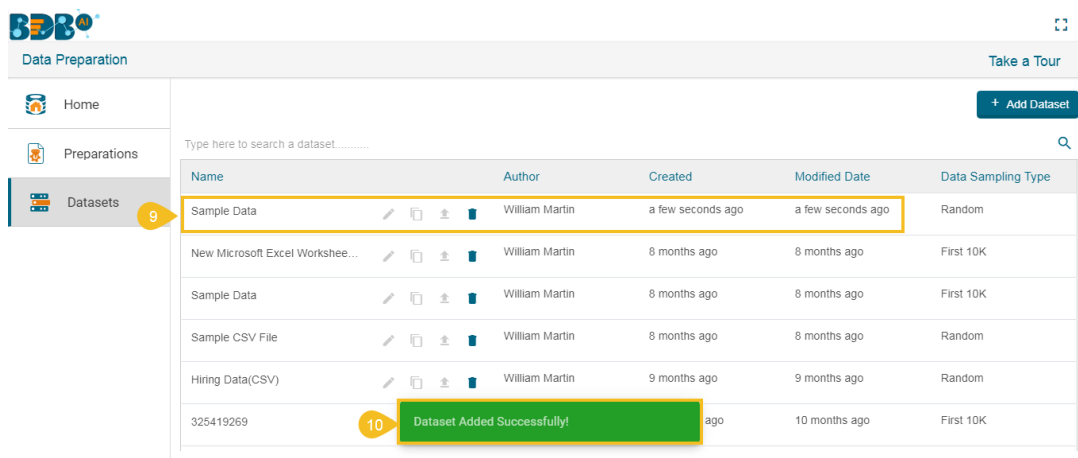 BDB AI
Data Preparation Take a Tour
Home
+ Add Dataset
Preparations
Type here to search a dataset...........
Name Author Created Modified Date Data Sampling Type
Datasets
9
Sample Data William Martin a few seconds ago a few seconds ago Random
New Microsoft Excel Workshee... William Martin 8 months ago 8 months ago First 10K
Sample Data William Martin 8 months ago 8 months ago First 10K
Sample CSV File William Martin 8 months ago 8 months ago Random
Hiring Data(CSV) William Martin 9 months ago 9 months ago Random
325419269 10 Dataset Added Successfully! ago 10 months ago First 10K